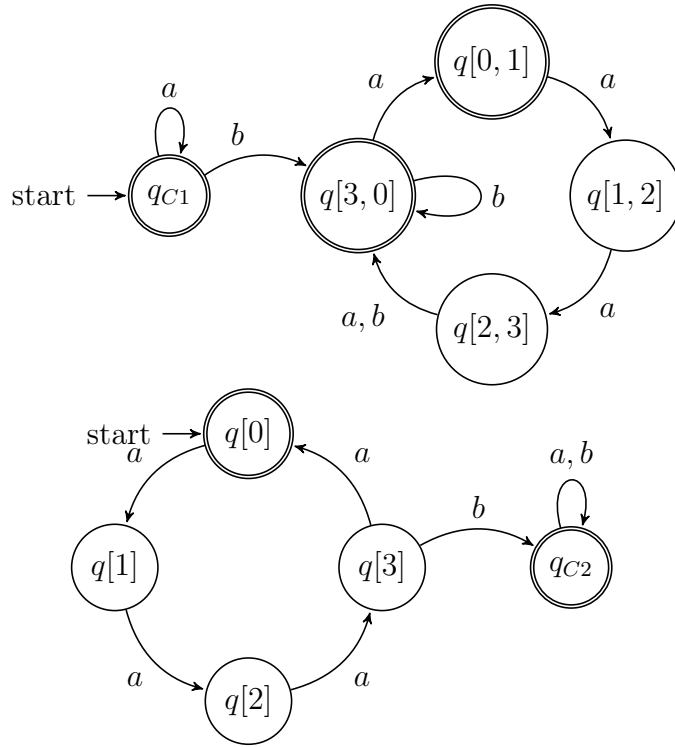 a
q[0, 1]
a
a
b
start
q_{C1}
q[3, 0]
b
q[1, 2]
a, b
q[2, 3]
a
start
q[0]
a
a
a, b
b
q[1]
q[3]
q_{C2}
a
q[2]
a